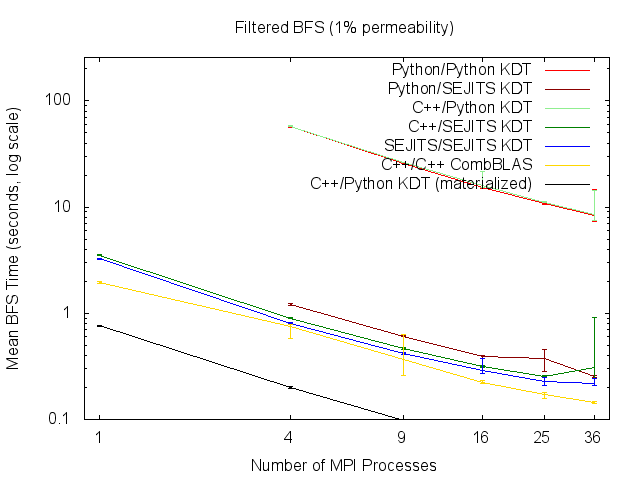 Filtered BFS (1% permeability)
Python/Python KDT
Python/SEJITS KDT
C++/Python KDT
C++/SEJITS KDT
SEJITS/SEJITS KDT
C++/C++ CombBLAS
C++/Python KDT (materialized)
Mean BFS Time (seconds, log scale)
100
10
1
0.1
1 4 9 16 25 36
Number of MPI Processes